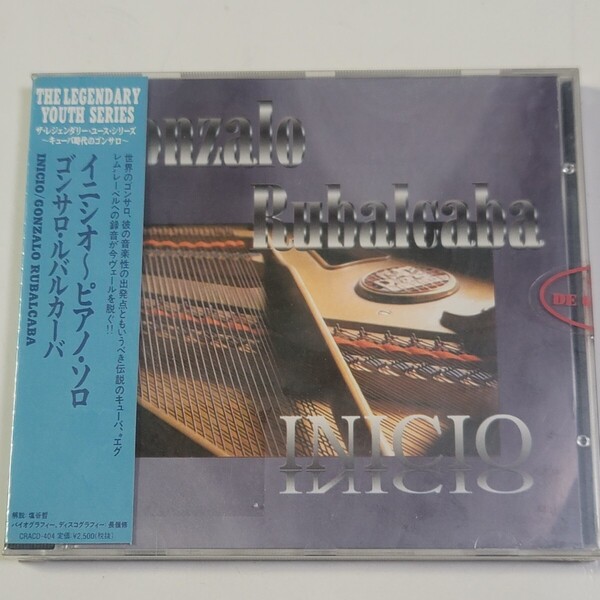 THE LEGENDARY
YOUTH SERIES
ザ・レジェンダリー・ユース・シリーズ
～キューバ時代のゴンサロ～
世界のゴンサロ、彼の音楽性の出発点ともいうべき伝説のキューバ、“エグ
レム”レーベルへの録音が今ヴェールを脱ぐ!!
イニシオ～ピアノ・ソロ
ゴンサロ・ルバルカーバ
INICIO/GONZALO RUBALCABA
解説:塩谷哲
バイオグラフィー、ディスコグラフィー:
CRACD-404 定価 ¥2,500(税抜)
Gonzalo
Rubalcaba
DE
INICIO
INICIO